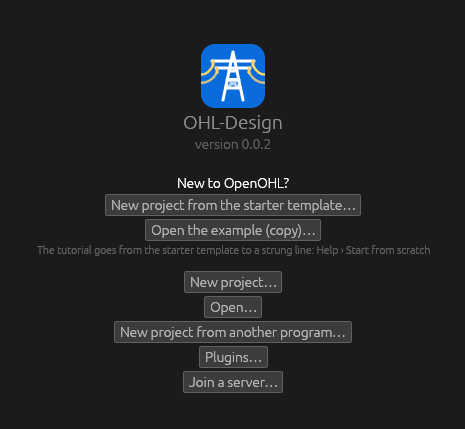 OHL-Design
version 0.0.2
New to OpenOHL?
New project from the starter template…
Open the example (copy)…
The tutorial goes from the starter template to a strung line: Help › Start from scratch
New project…
Open…
New project from another program…
Plugins…
Join a server…